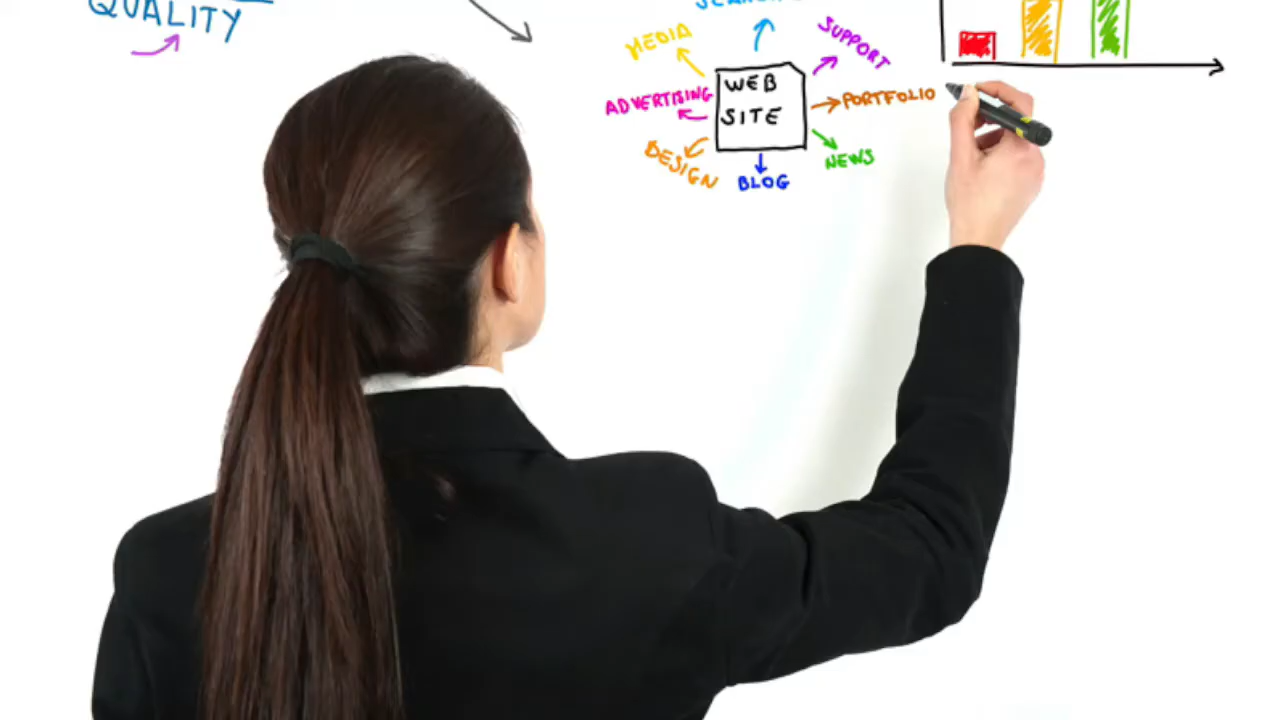 QUALITY
MEDIA
SUPPORT
WEB
SITE
ADVERTISING
PORTFOLIO
DESIGN
BLOG
NEWS